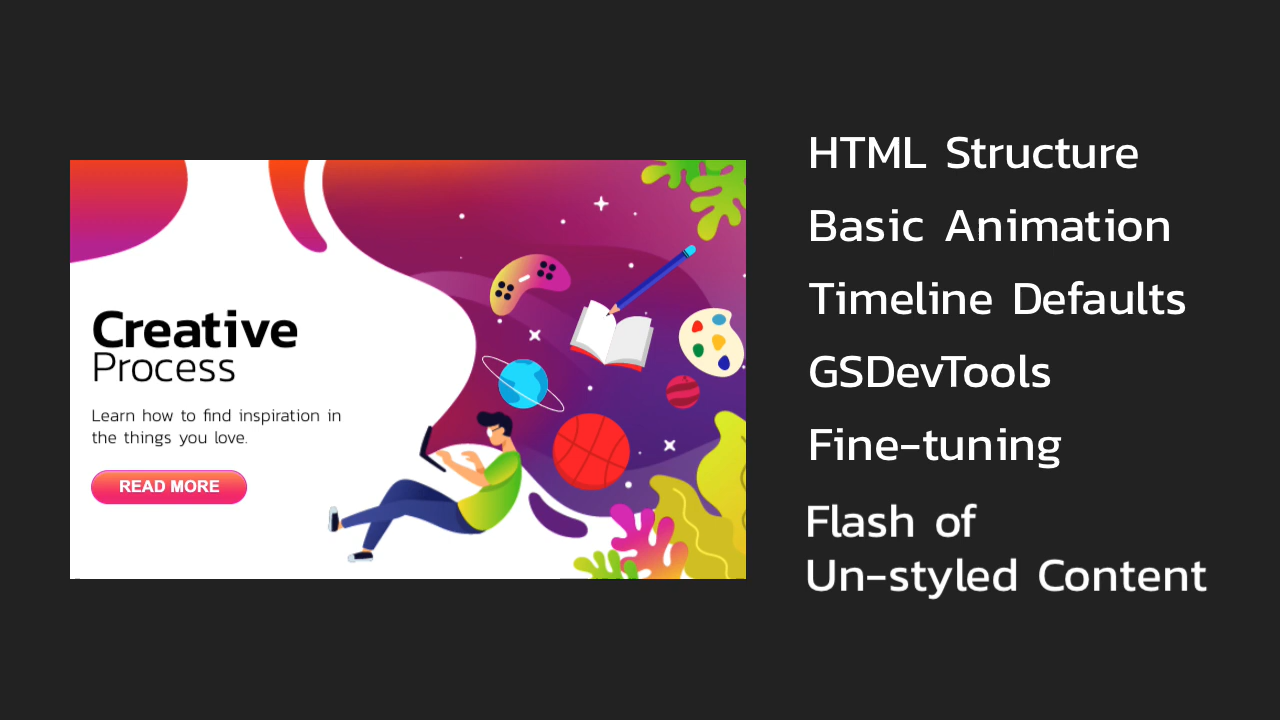 Creative
Process
Learn how to find inspiration in
the things you love.
READ MORE
HTML Structure
Basic Animation
Timeline Defaults
GSDevTools
Fine-tuning
Flash of
Un-styled Content